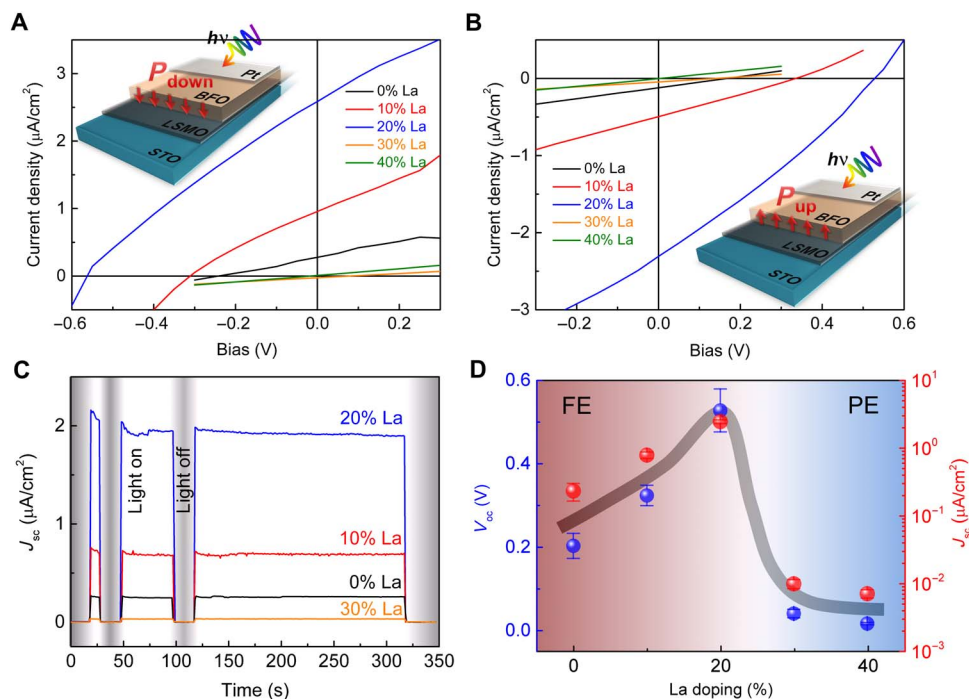 A
hν
Pt
P down
BFO
LSMO
STO
0% La
10% La
20% La
30% La
40% La
Current density (μA/cm²)
3
2
1
0
−0.6 −0.4 −0.2 0.0 0.2
Bias (V)
B
Current density (μA/cm²)
0
−1
−2
−3
0% La
10% La
20% La
30% La
40% La
hν
Pt
P up
BFO
LSMO
STO
−0.2 0.0 0.2 0.4 0.6
Bias (V)
C
Jsc (μA/cm²)
2
1
0
20% La
Light on
Light off
10% La
0% La
30% La
0 50 100 150 200 250 300 350
Time (s)
D
FE PE
Voc (V)
0.6
0.4
0.2
0.0
10¹
10⁰
10⁻¹
10⁻²
10⁻³
Jsc (μA/cm²)
0 10 20 30 40
La doping (%)